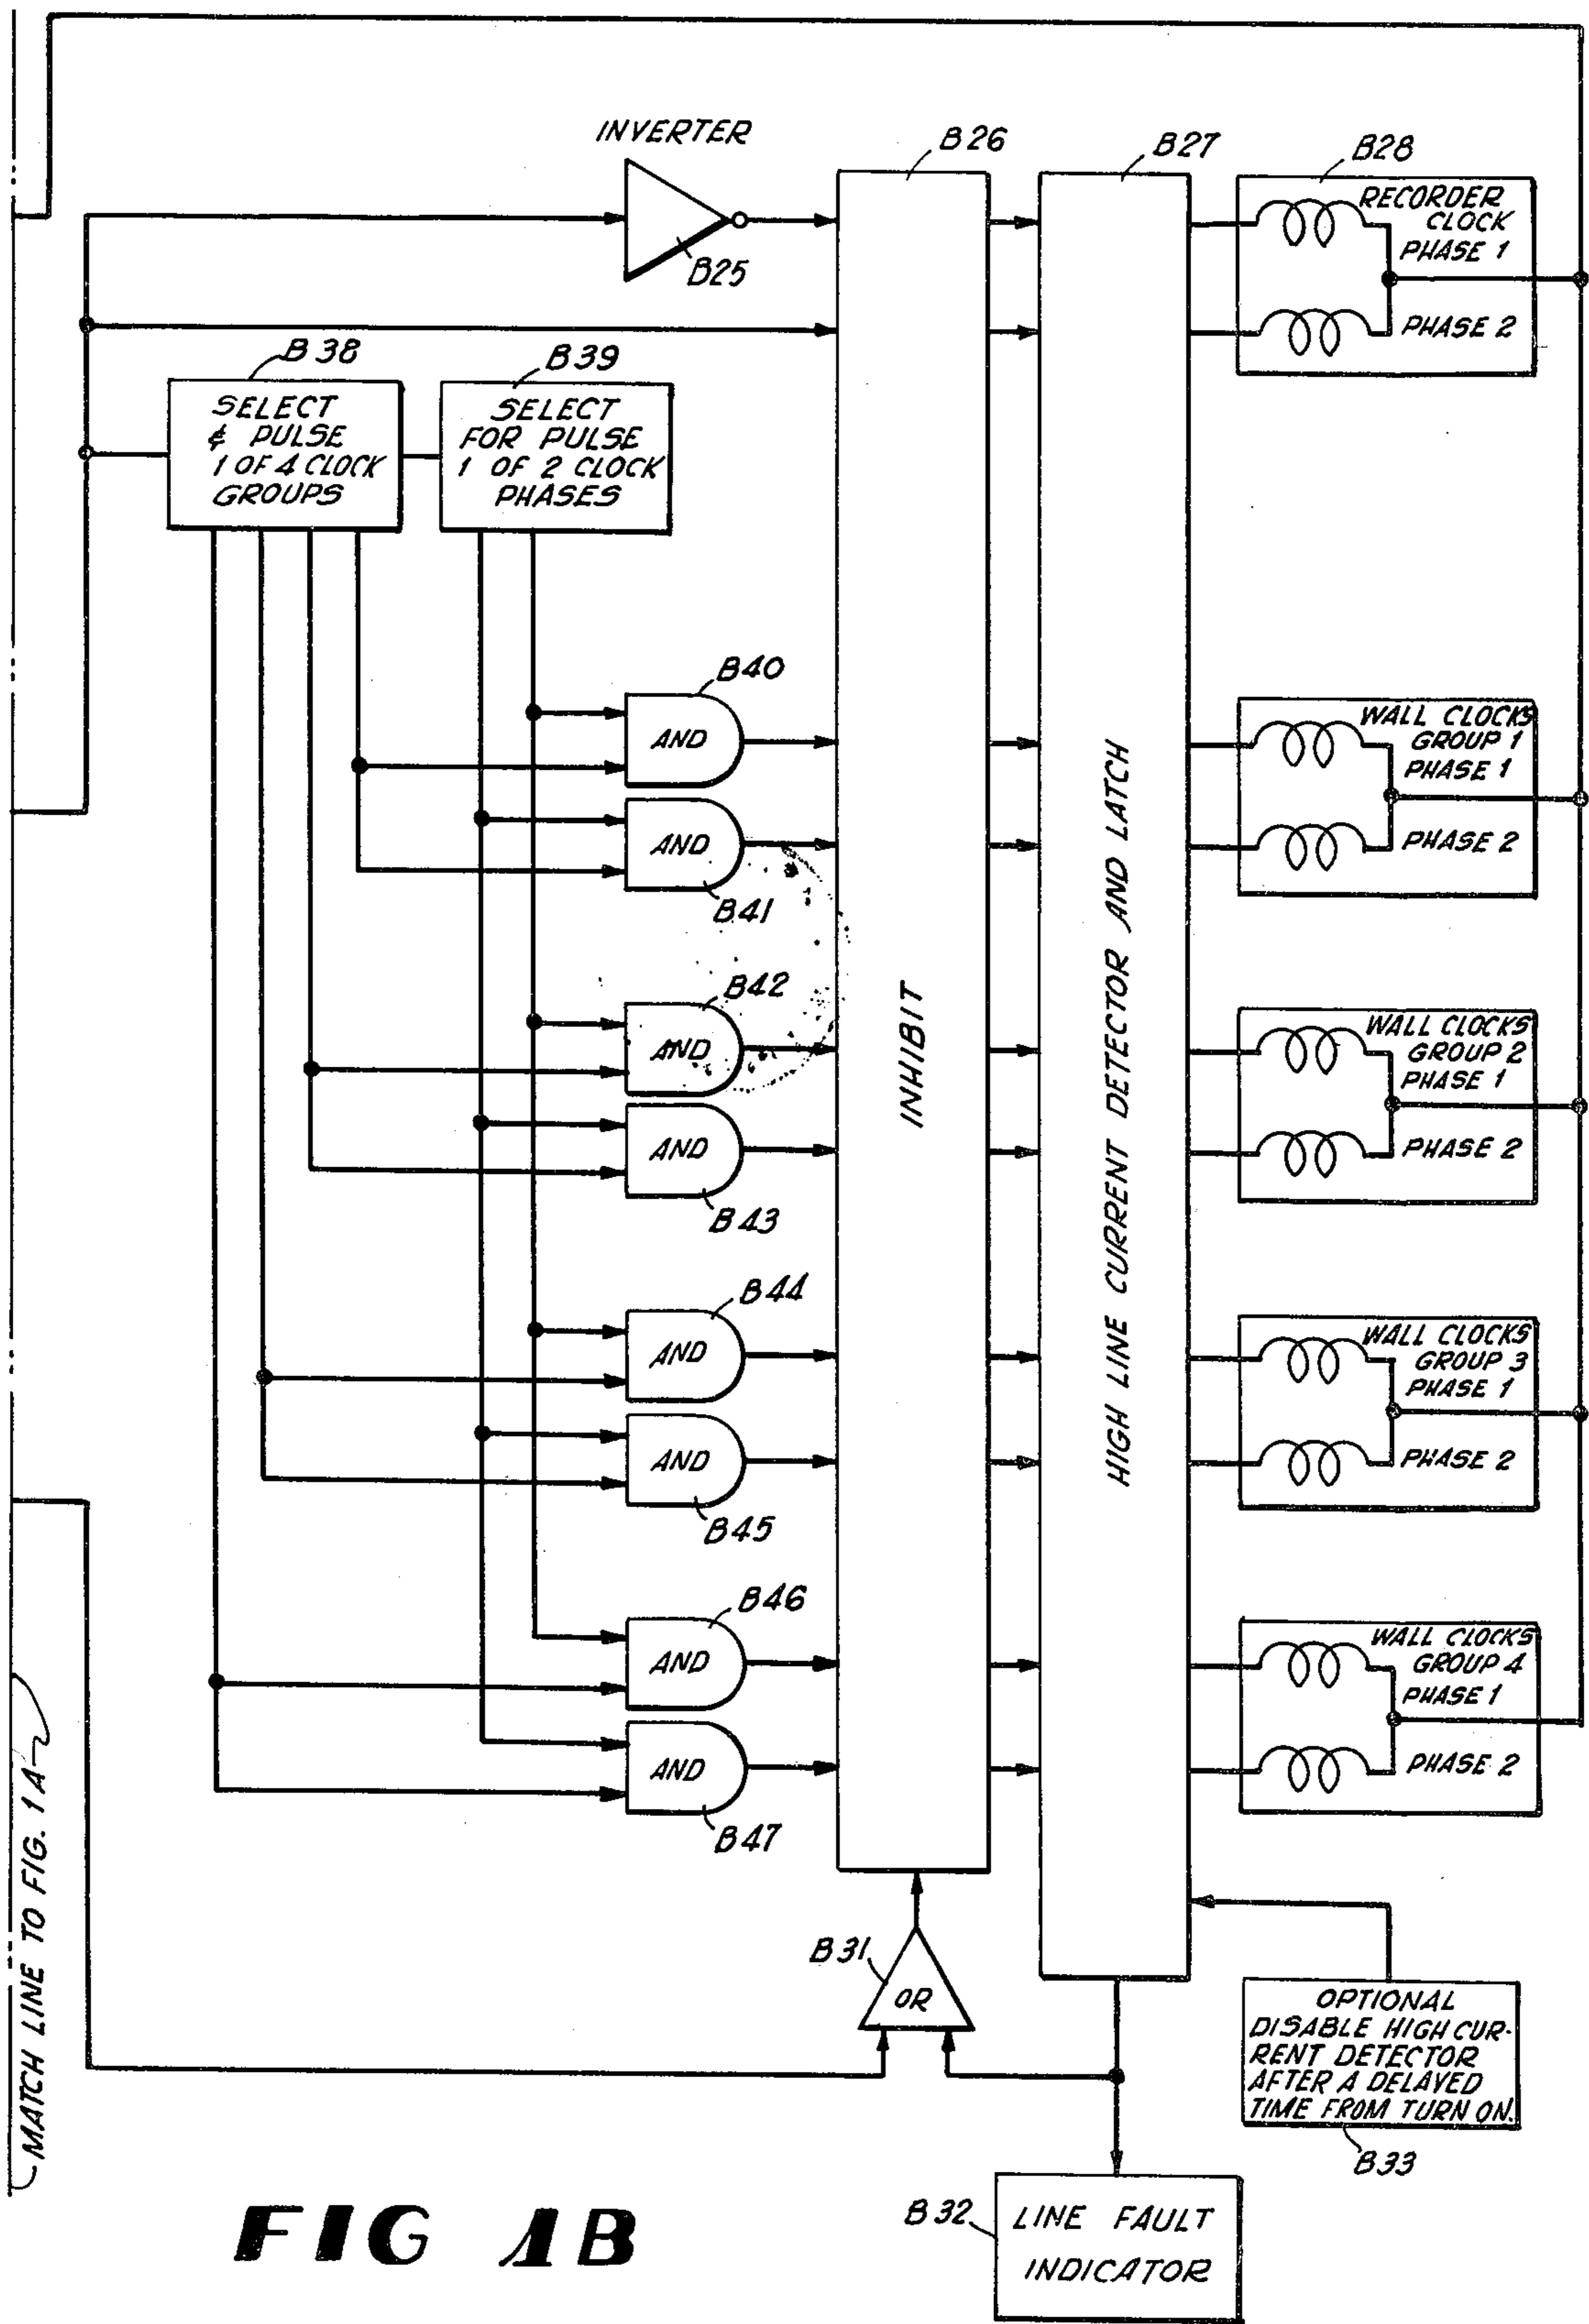 INVERTER
B25
B26
B27
B28
RECORDER
CLOCK
PHASE 1
PHASE 2
B38
SELECT
& PULSE
1 OF 4 CLOCK
GROUPS
B39
SELECT
FOR PULSE
1 OF 2 CLOCK
PHASES
B40
AND
AND
B41
B42
AND
AND
B43
B44
AND
AND
B45
B46
AND
AND
B47
INHIBIT
HIGH LINE CURRENT DETECTOR AND LATCH
WALL CLOCKS
GROUP 1
PHASE 1
PHASE 2
WALL CLOCKS
GROUP 2
PHASE 1
PHASE 2
WALL CLOCKS
GROUP 3
PHASE 1
PHASE 2
WALL CLOCKS
GROUP 4
PHASE 1
PHASE 2
B31
OR
OPTIONAL
DISABLE HIGH CUR-
RENT DETECTOR
AFTER A DELAYED
TIME FROM TURN ON.
B33
B32
LINE FAULT
INDICATOR
MATCH LINE TO FIG. 1A
FIG 1B